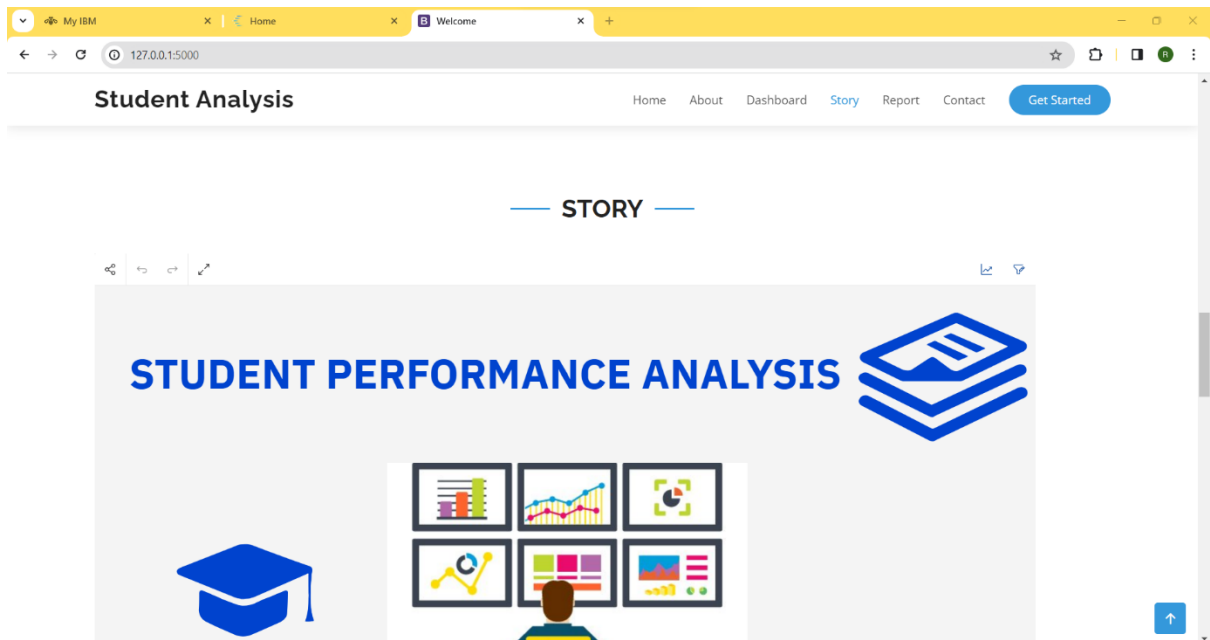 My IBM
Home
B Welcome
127.0.0.1:5000
R
Student Analysis
Home About Dashboard Story Report Contact Get Started
STORY
STUDENT PERFORMANCE ANALYSIS